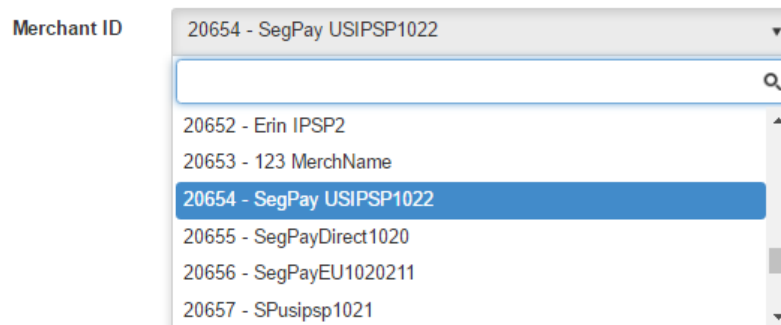 Merchant ID
20654 - SegPay USIPSP1022
20652 - Erin IPSP2
20653 - 123 MerchName
20654 - SegPay USIPSP1022
20655 - SegPayDirect1020
20656 - SegPayEU1020211
20657 - SPusipsp1021